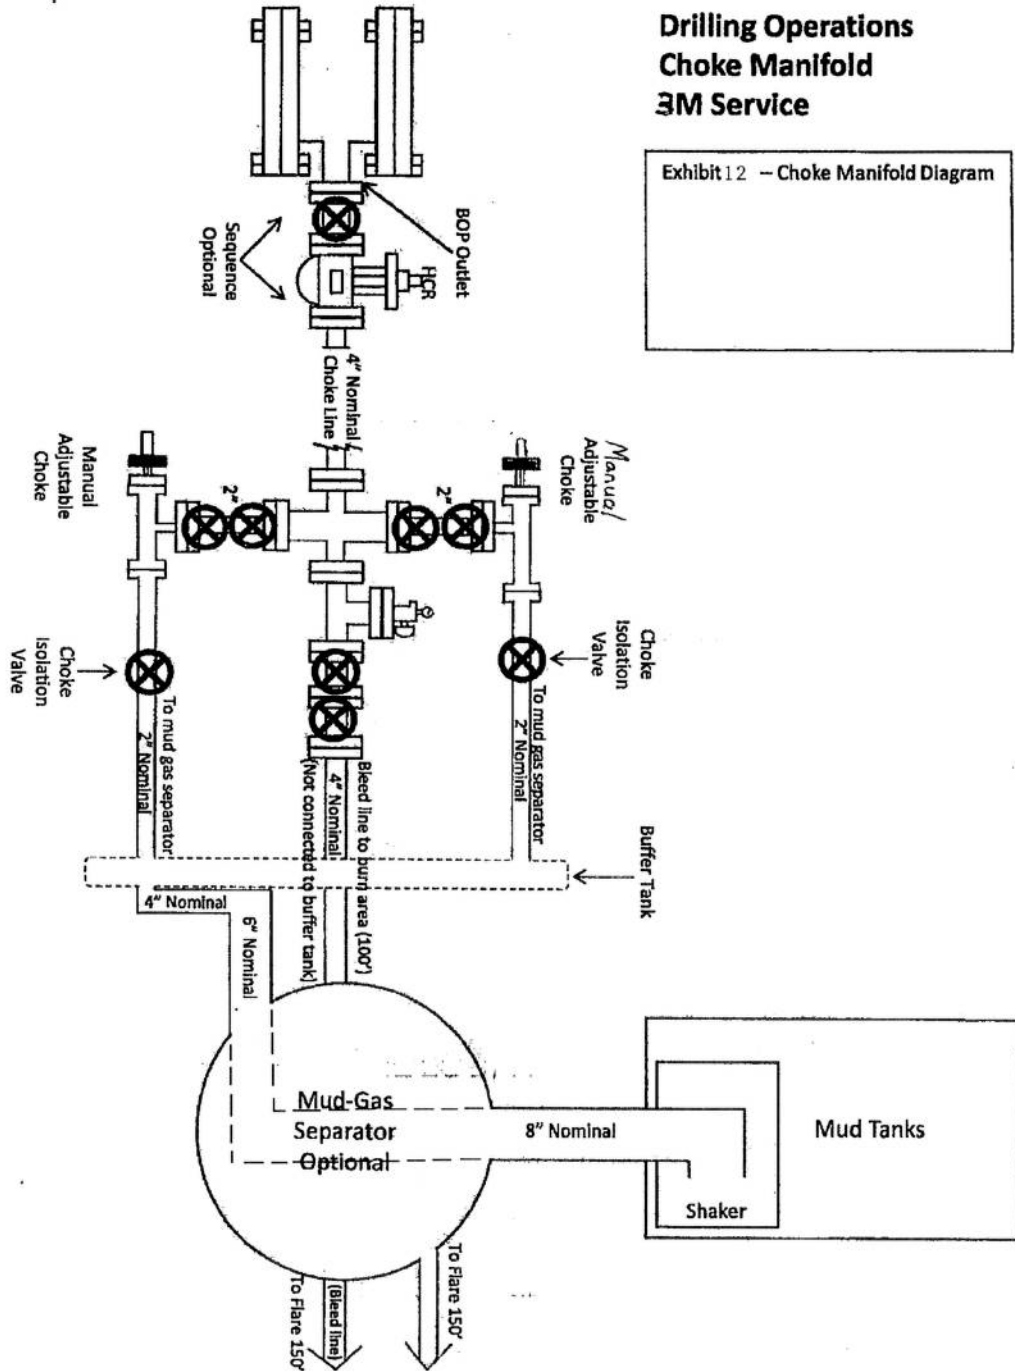 Drilling Operations
Choke Manifold
3M Service
Exhibit 12 – Choke Manifold Diagram
BOP Outlet
HCR
Sequence
Optional
4" Nominal
Choke Line
Manual
Adjustable
Choke
2"
2"
Manual
Adjustable
Choke
Choke
Isolation
Valve
Choke
Isolation
Valve
To mud gas separator
2" Nominal
To mud gas separator
2" Nominal
Bleed line to burn area (100')
4" Nominal
(Not connected to buffer tank)
Buffer Tank
4" Nominal
6" Nominal
Mud-Gas
Separator
Optional
8" Nominal
Mud Tanks
Shaker
To Flare 150'
(Bleed line)
To Flare 150'